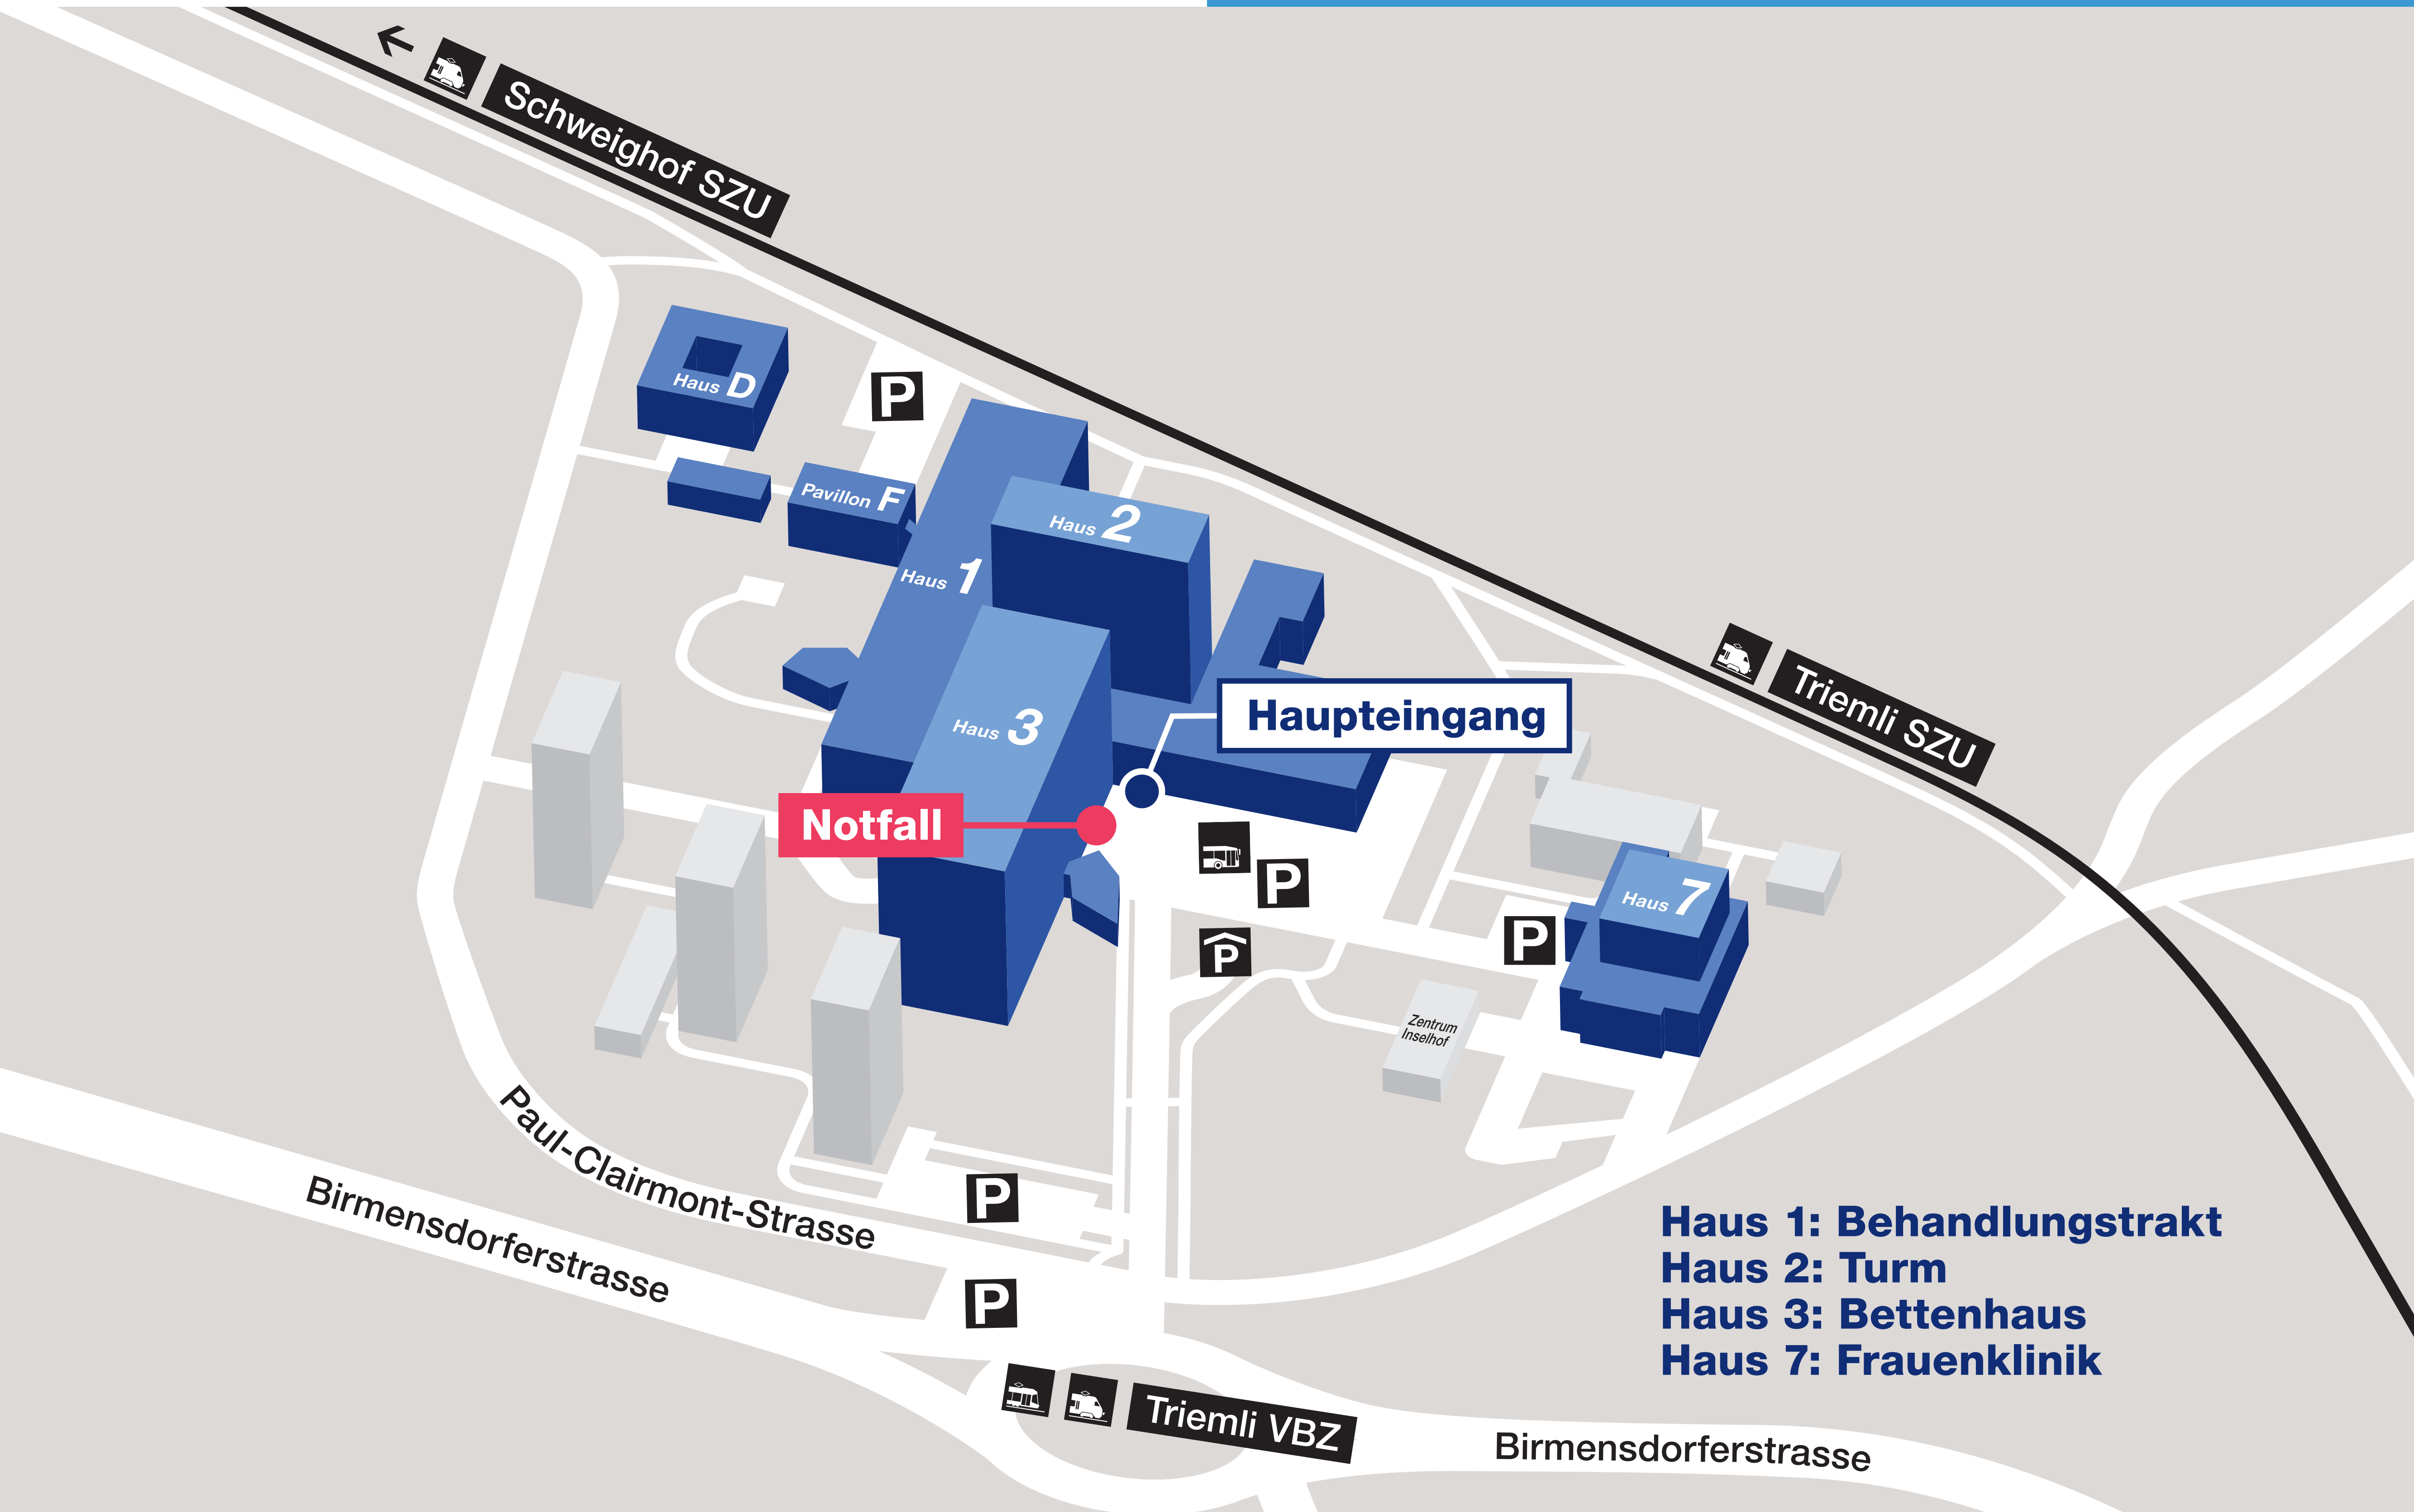 Schweighof SZU
Haus D
P
Pavillon F
Haus 2
Haus 1
Haus 3
Haupteingang
Triemli SZU
Notfall
P
Haus 7
P
P
Zentrum
Inselhof
Paul-Clairmont-Strasse
Birmensdorferstrasse
P
P
Haus 1: Behandlungstrakt
Haus 2: Turm
Haus 3: Bettenhaus
Haus 7: Frauenklinik
Triemli VBZ
Birmensdorferstrasse